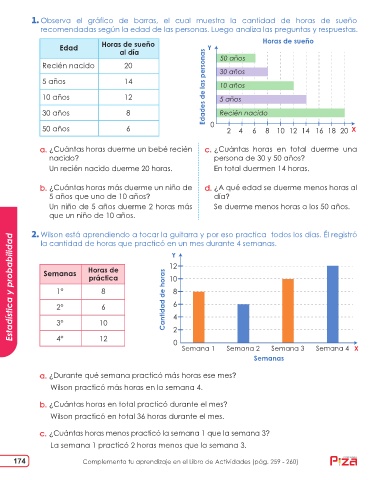 1. Observa el gráfico de barras, el cual muestra la cantidad de horas de sueño
recomendadas según la edad de las personas. Luego analiza las preguntas y respuestas.
Edad
Horas de sueño
al día
Recién nacido 20
5 años 14
10 años 12
30 años 8
50 años 6
Horas de sueño
Y
Edades de las personas
50 años
30 años
10 años
5 años
Recién nacido
0
2 4 6 8 10 12 14 16 18 20 X
a. ¿Cuántas horas duerme un bebé recién
nacido?
Un recién nacido duerme 20 horas.
b. ¿Cuántas horas más duerme un niño de
5 años que uno de 10 años?
Un niño de 5 años duerme 2 horas más
que un niño de 10 años.
c. ¿Cuántas horas en total duerme una
persona de 30 y 50 años?
En total duermen 14 horas.
d. ¿A qué edad se duerme menos horas al
día?
Se duerme menos horas a los 50 años.
2. Wilson está aprendiendo a tocar la guitarra y por eso practica todos los días. Él registró
la cantidad de horas que practicó en un mes durante 4 semanas.
Semanas
Horas de
práctica
1° 8
2° 6
3° 10
4° 12
Y
Cantidad de horas
12
10
8
6
4
2
0
Semana 1 Semana 2 Semana 3 Semana 4 X
Semanas
a. ¿Durante qué semana practicó más horas ese mes?
Wilson practicó más horas en la semana 4.
b. ¿Cuántas horas en total practicó durante el mes?
Wilson practicó en total 36 horas durante el mes.
c. ¿Cuántas horas menos practicó la semana 1 que la semana 3?
La semana 1 practicó 2 horas menos que la semana 3.
Estadística y probabilidad
174
Complementa tu aprendizaje en el Libro de Actividades (pág. 259 - 260)